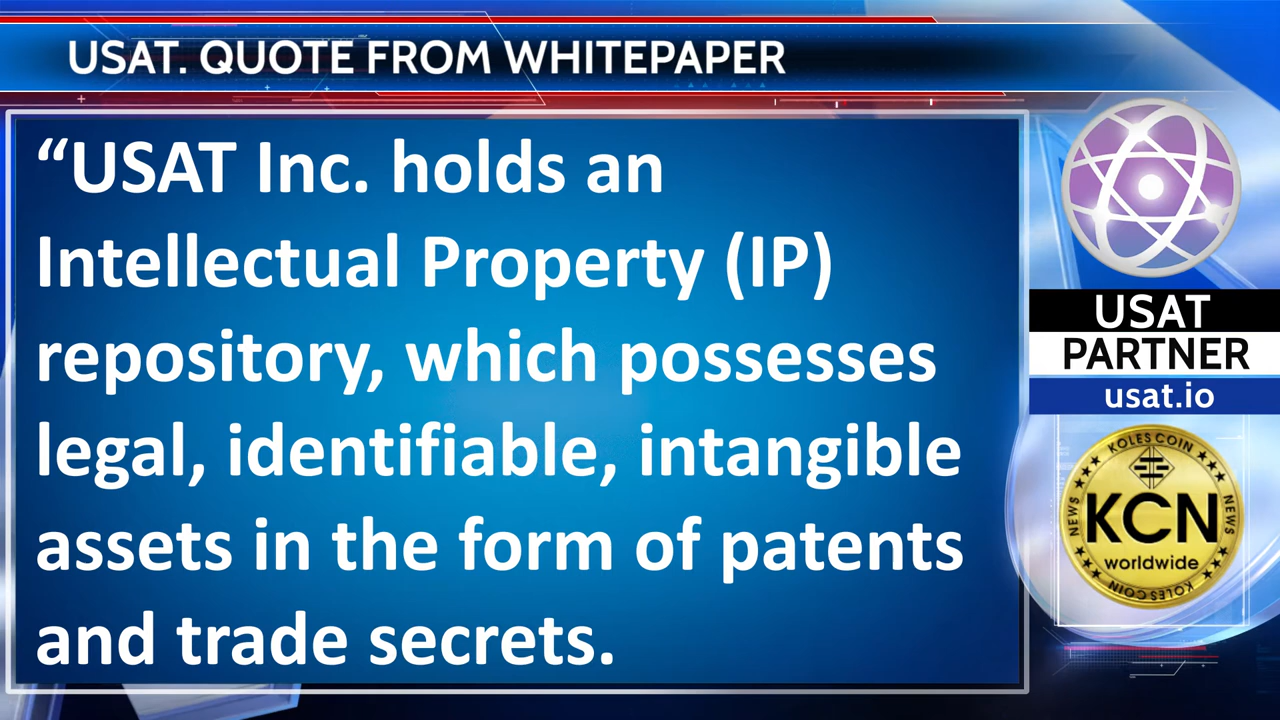 USAT. QUOTE FROM WHITEPAPER
“USAT Inc. holds an
Intellectual Property (IP)
repository, which possesses
legal, identifiable, intangible
assets in the form of patents
and trade secrets.
USAT
PARTNER
usat.io
KOLES COIN
NEWS
KCN
NEWS
worldwide
KOLES COIN